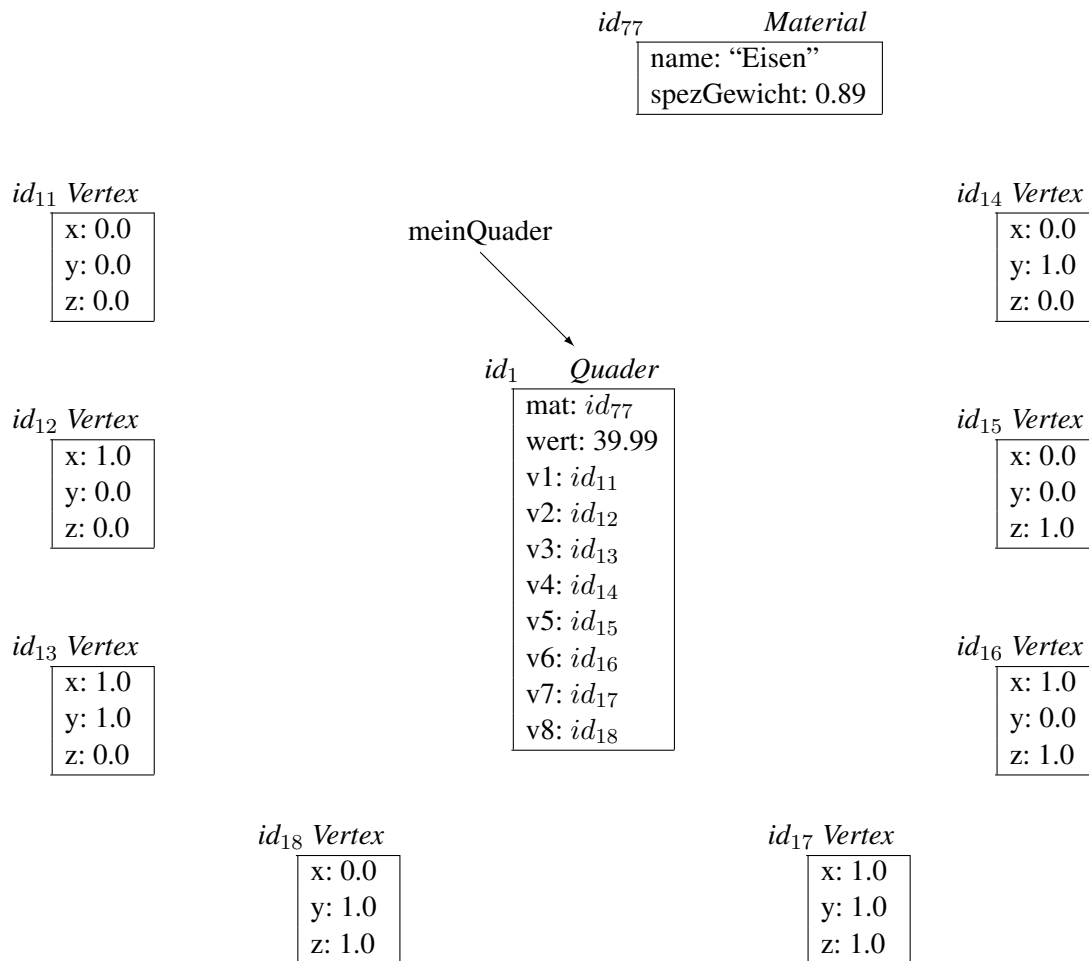 id77 Material
name: “Eisen”
spezGewicht: 0.89
id11 Vertex
x: 0.0
y: 0.0
z: 0.0
meinQuader
id14 Vertex
x: 0.0
y: 1.0
z: 0.0
id1 Quader
mat: id77
wert: 39.99
v1: id11
v2: id12
v3: id13
v4: id14
v5: id15
v6: id16
v7: id17
v8: id18
id12 Vertex
x: 1.0
y: 0.0
z: 0.0
id15 Vertex
x: 0.0
y: 0.0
z: 1.0
id13 Vertex
x: 1.0
y: 1.0
z: 0.0
id16 Vertex
x: 1.0
y: 0.0
z: 1.0
id18 Vertex
x: 0.0
y: 1.0
z: 1.0
id17 Vertex
x: 1.0
y: 1.0
z: 1.0